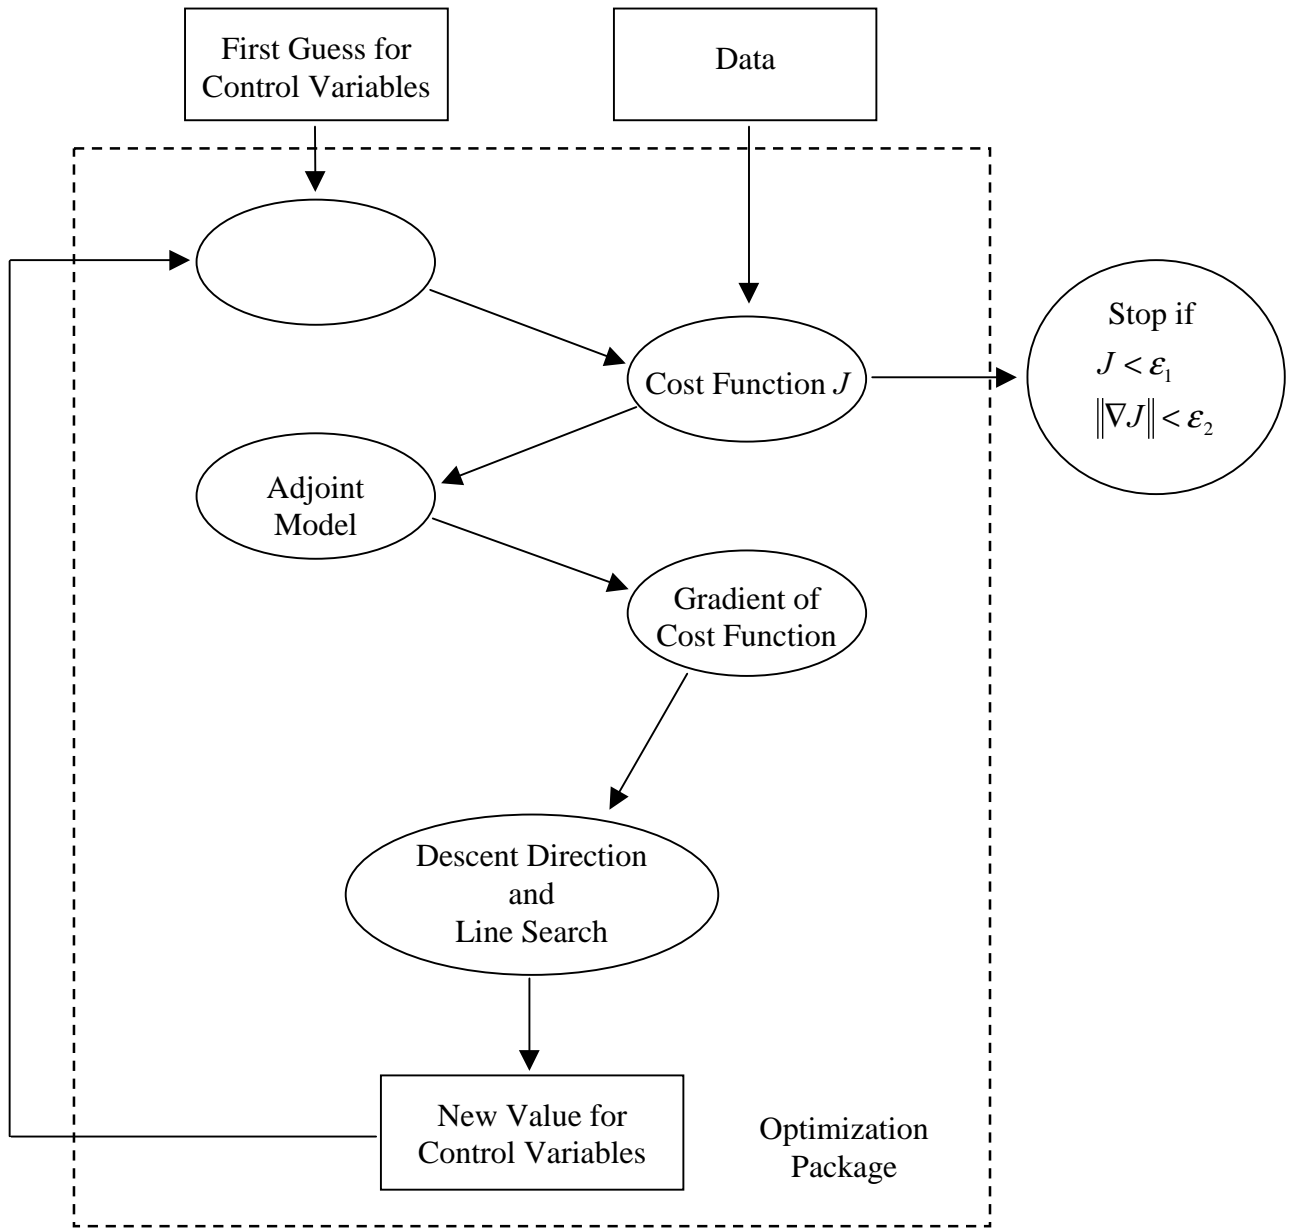 First Guess for
Control Variables
Data
Cost Function J
Stop if
J < ε₁
‖∇J‖ < ε₂
Adjoint
Model
Gradient of
Cost Function
Descent Direction
and
Line Search
New Value for
Control Variables
Optimization
Package